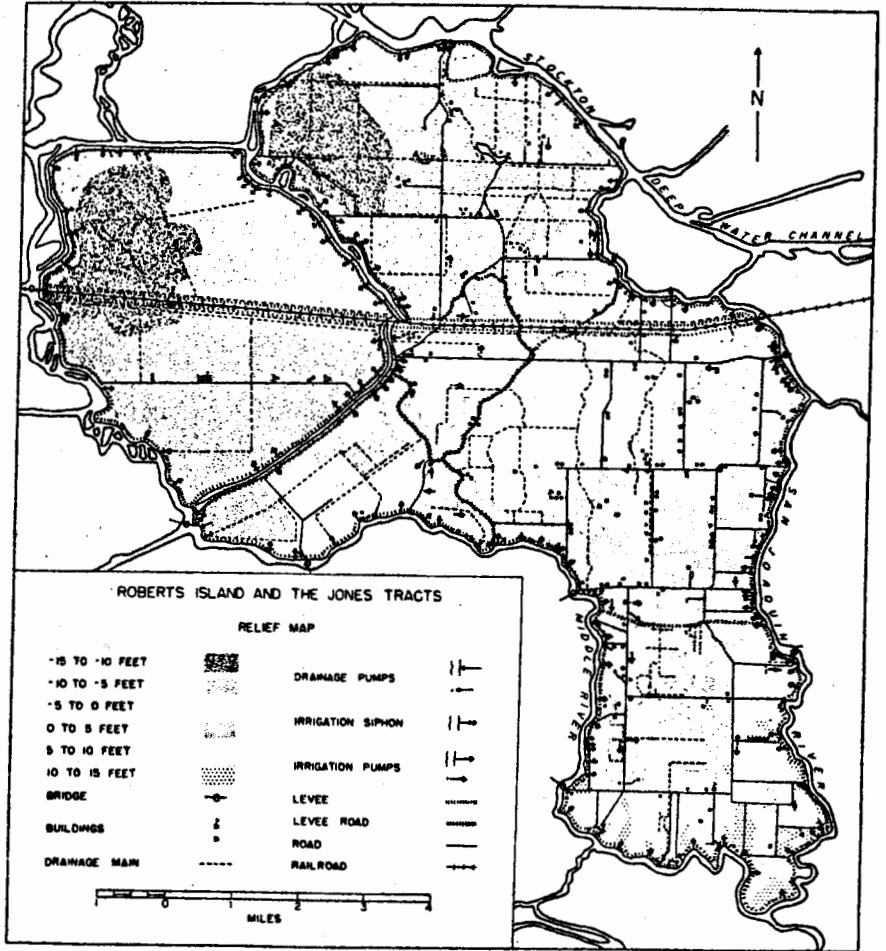 STOCKTON
N
DEEP
WATER CHANNEL
SAN JOAQUIN
RIVER
MIDDLE RIVER
ROBERTS ISLAND AND THE JONES TRACTS
RELIEF MAP
-15 TO -10 FEET
-10 TO -5 FEET
-5 TO 0 FEET
0 TO 5 FEET
5 TO 10 FEET
10 TO 15 FEET
BRIDGE
BUILDINGS
DRAINAGE MAIN
DRAINAGE PUMPS
IRRIGATION SIPHON
IRRIGATION PUMPS
LEVEE
LEVEE ROAD
ROAD
RAILROAD
1 0 1 2 3 4
MILES